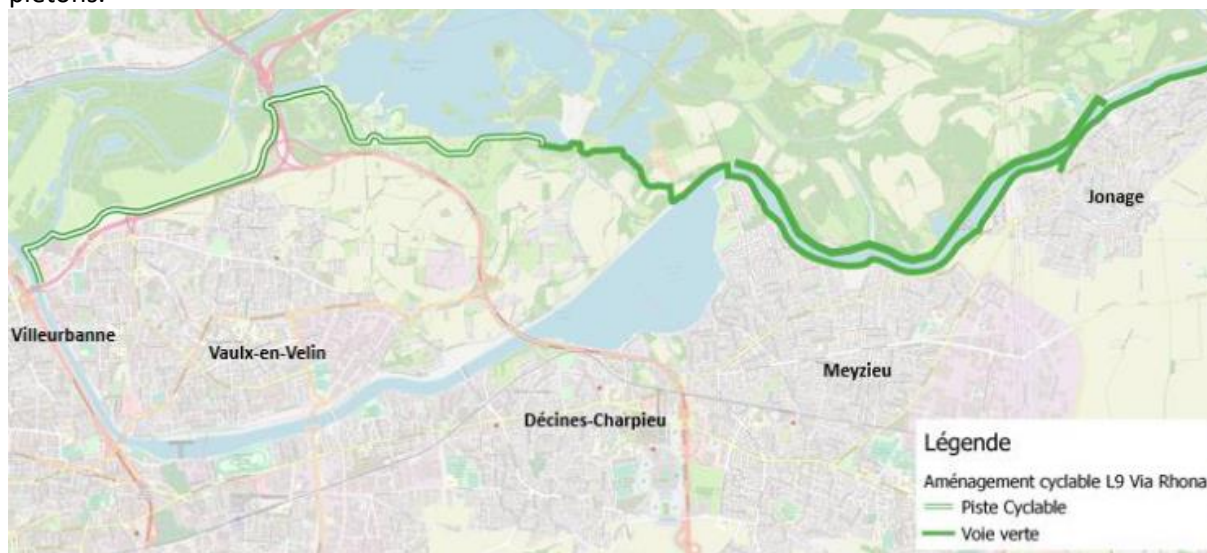 piétons.
Jonage
Villeurbanne
Vaulx-en-Velin
Meyzieu
Décines-Charpieu
Légende
Aménagement cyclable L9 Via Rhona
Piste Cyclable
Voie verte